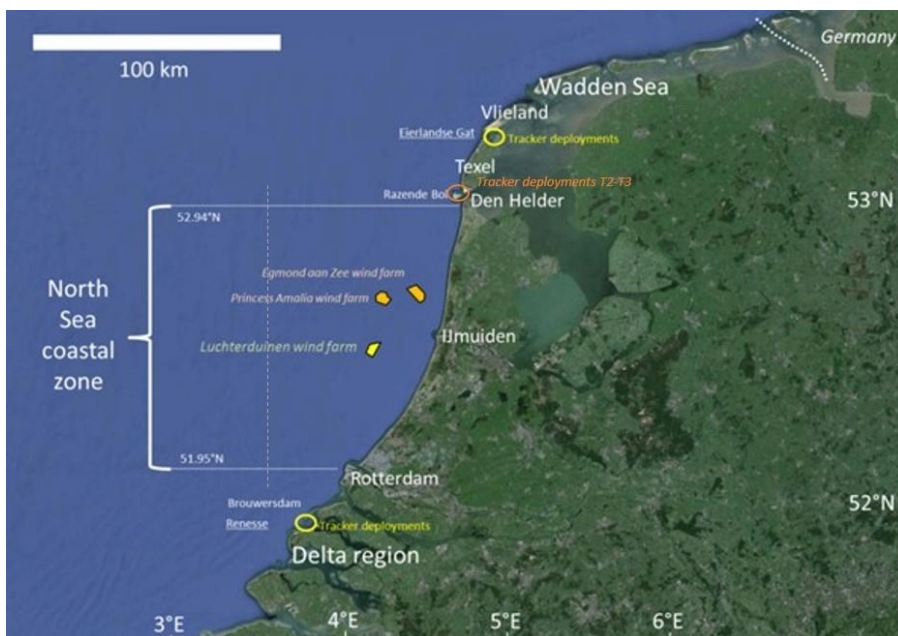 Germany
100 km
Wadden Sea
Vlieland
Eierlandse Gat
Tracker deployments
Texel
Tracker deployments T2-T3
Razende Bol
Den Helder
53°N
52.94°N
North
Sea
coastal
zone
Egmond aan Zee wind farm
Princess Amalia wind farm
IJmuiden
Luchterduinen wind farm
51.95°N
Rotterdam
Brouwersdam
52°N
Renesse
Tracker deployments
Delta region
3°E
4°E
5°E
6°E